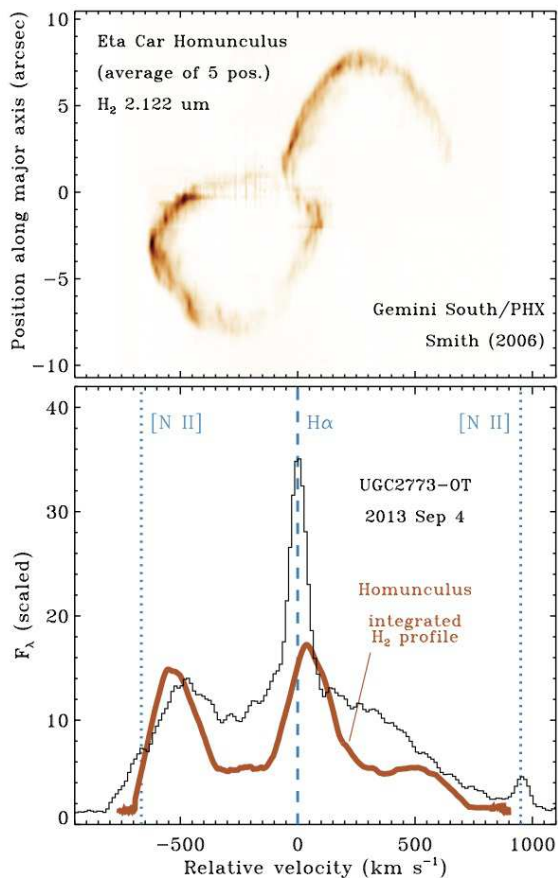 Position along major axis (arcsec)
10
5
0
−5
−10
Eta Car Homunculus
(average of 5 pos.)
H₂ 2.122 um
Gemini South/PHX
Smith (2006)
F_λ (scaled)
40
30
20
10
0
[N II]
Hα
[N II]
UGC2773-OT
2013 Sep 4
Homunculus
integrated
H₂ profile
−500
0
500
1000
Relative velocity (km s⁻¹)